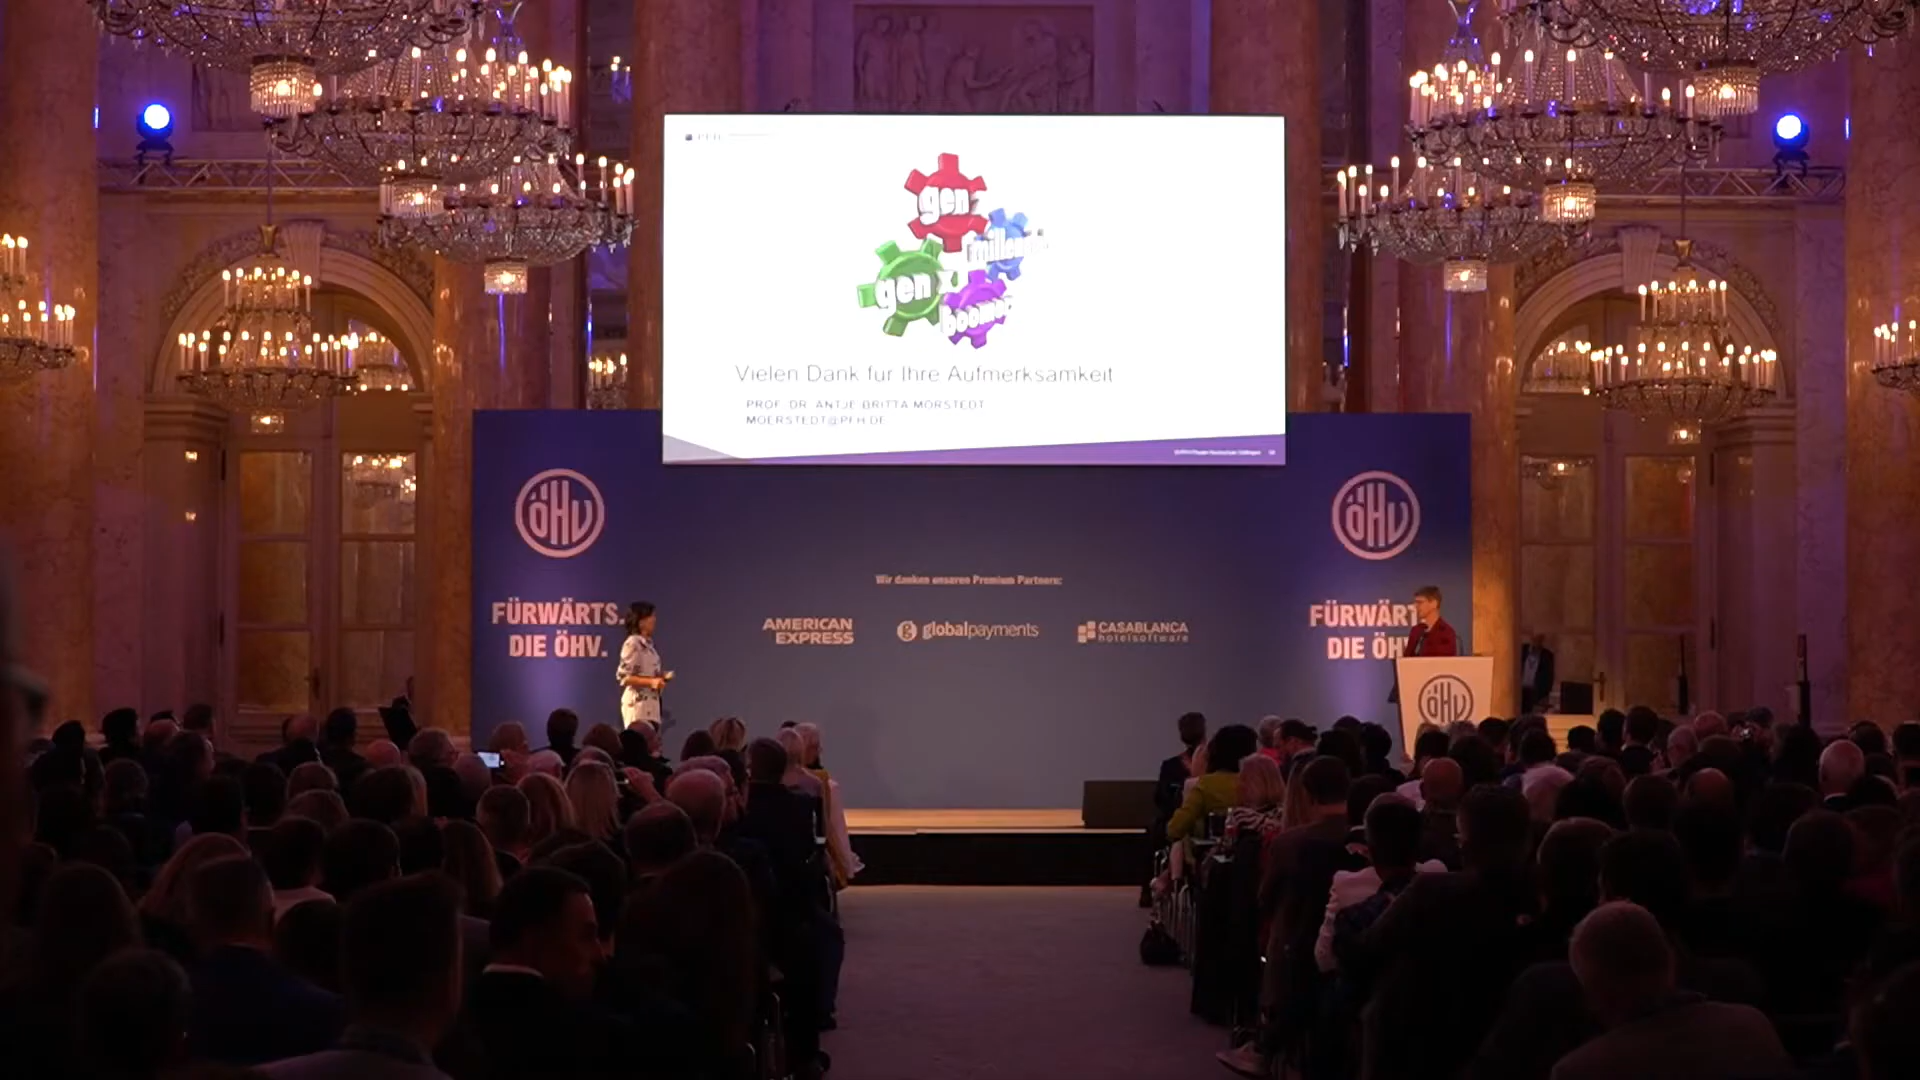 PFH
gen z
millennials
gen x
boomer
Vielen Dank für Ihre Aufmerksamkeit
PROF. DR. ANTJE-BRITTA MÖRSTEDT
MOERSTEDT@PFH.DE
ÖHV
ÖHV
FÜRWÄRTS.
DIE ÖHV.
Wir danken unseren Premium Partnern:
AMERICAN
EXPRESS
globalpayments
CASABLANCA
hotelsoftware
FÜRWÄRT
DIE ÖH
ÖHV